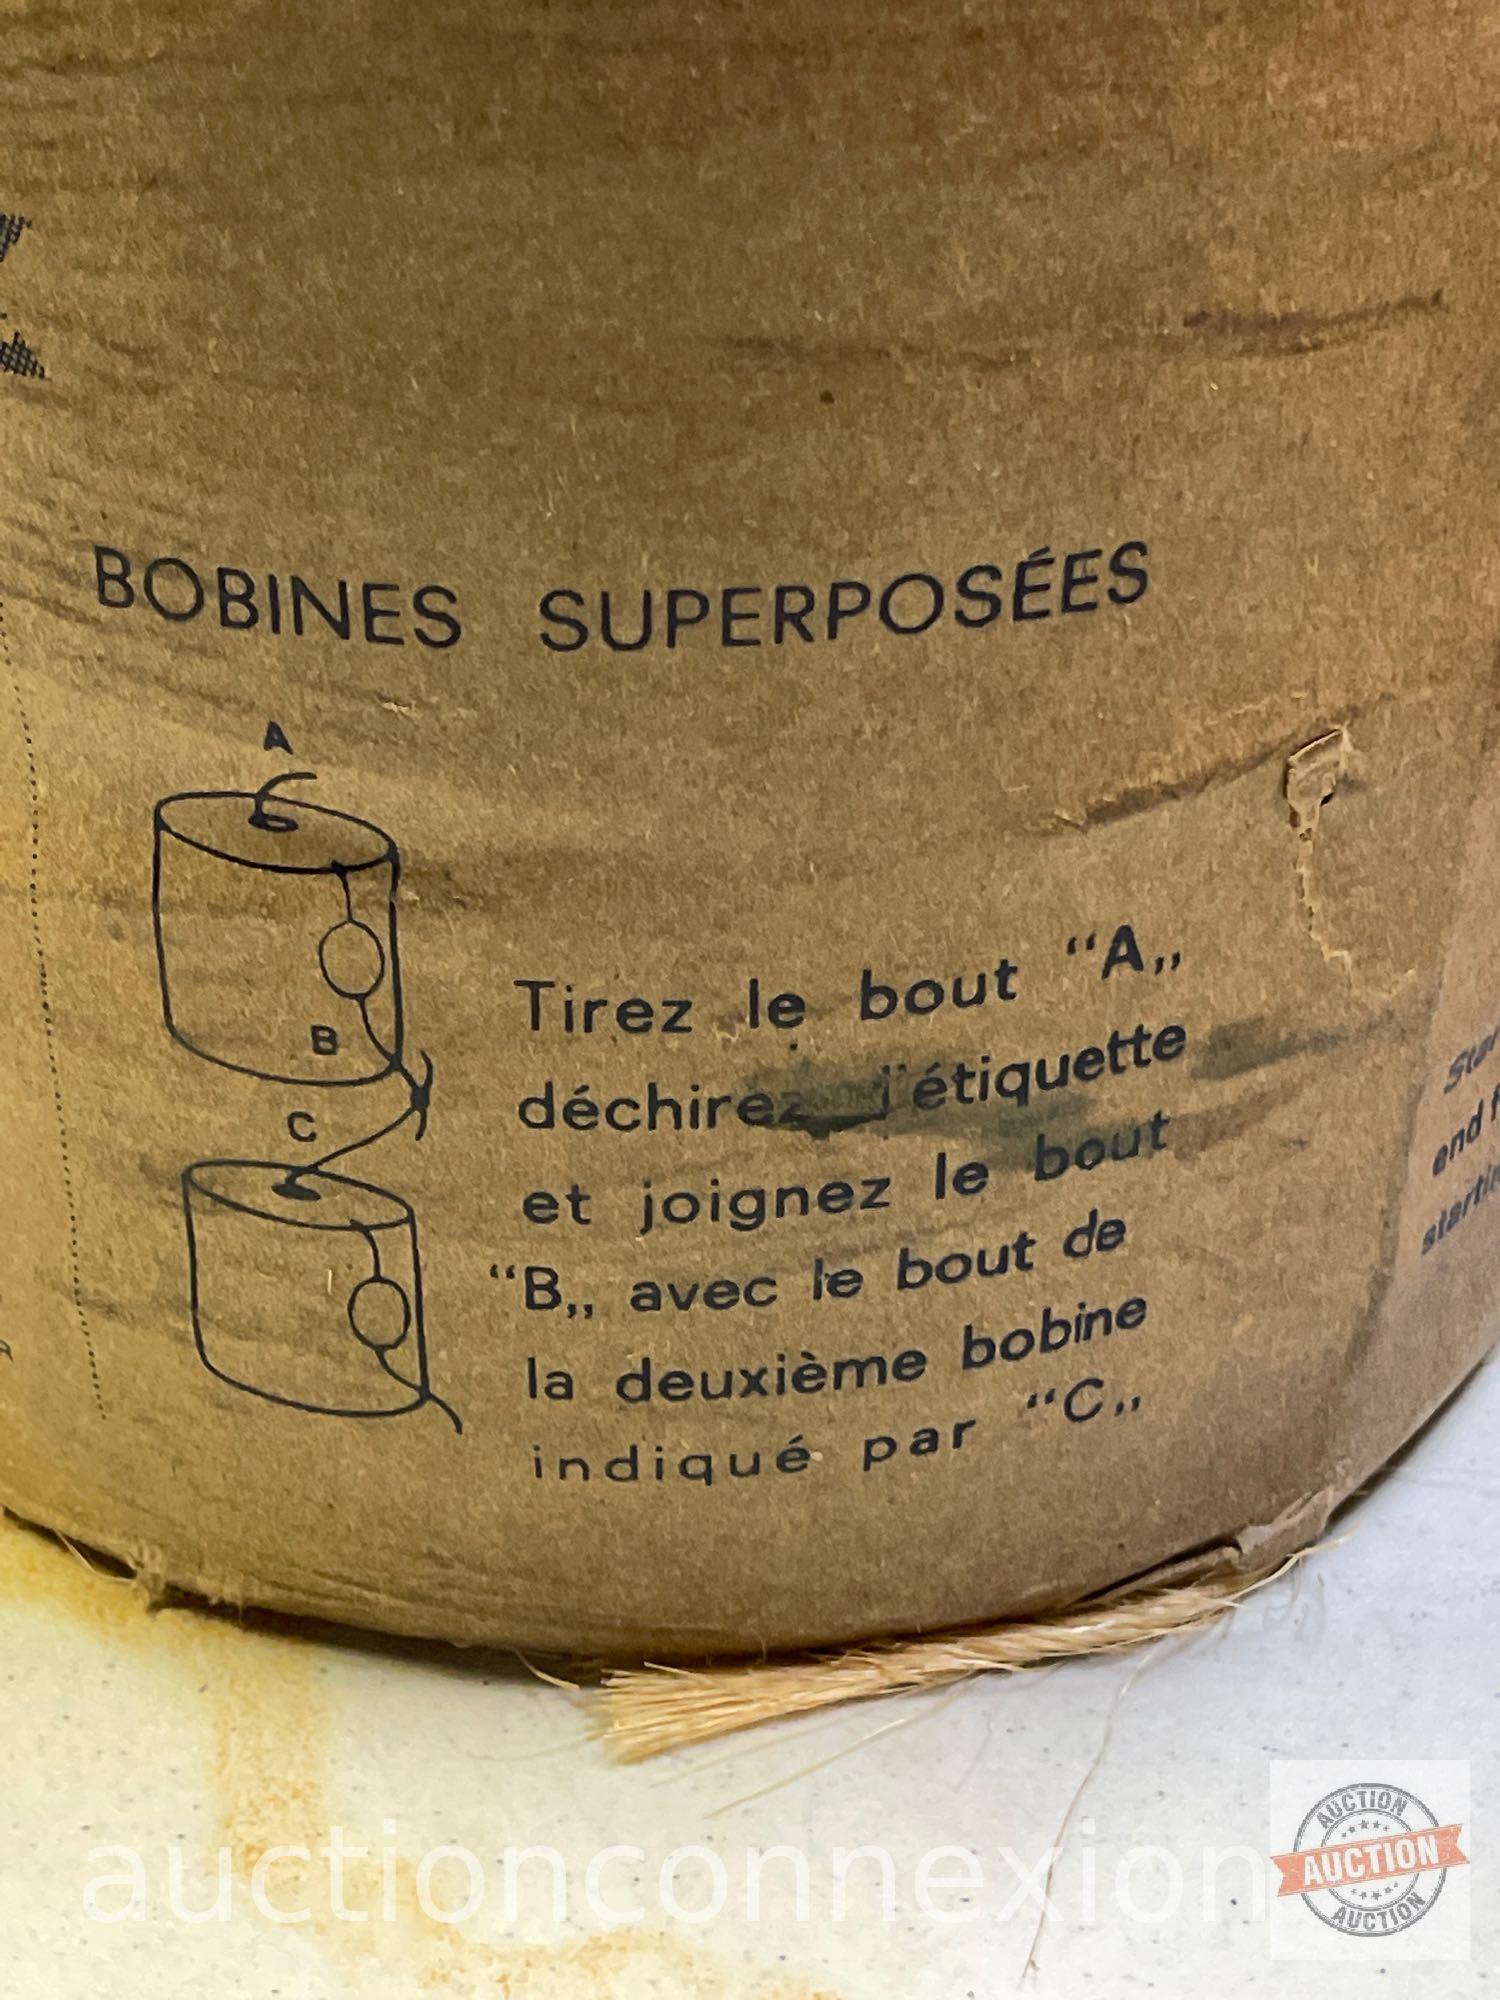 BOBINES SUPERPOSÉES
A
B
C
Tirez le bout “A„
déchirez l'étiquette
et joignez le bout
“B„ avec le bout de
la deuxième bobine
indiqué par “C„
end
auctionconnexion
AUCTION
AUCTION
AUCTION